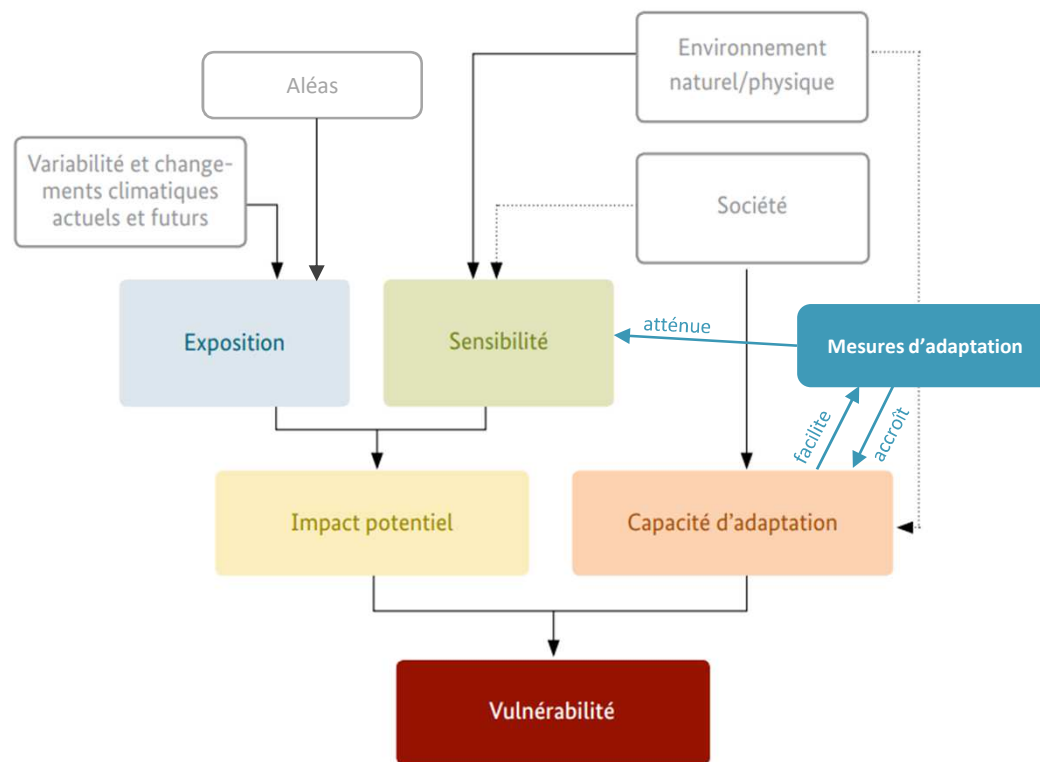 Environnement
naturel/physique
Aléas
Variabilité et change-
ments climatiques
actuels et futurs
Société
Exposition
Sensibilité
atténue
Mesures d’adaptation
facilite
accroît
Impact potentiel
Capacité d’adaptation
Vulnérabilité